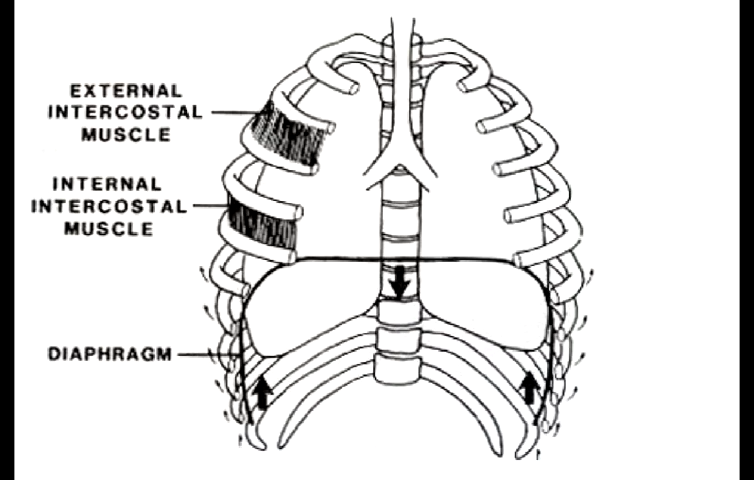 EXTERNAL
INTERCOSTAL
MUSCLE
INTERNAL
INTERCOSTAL
MUSCLE
DIAPHRAGM